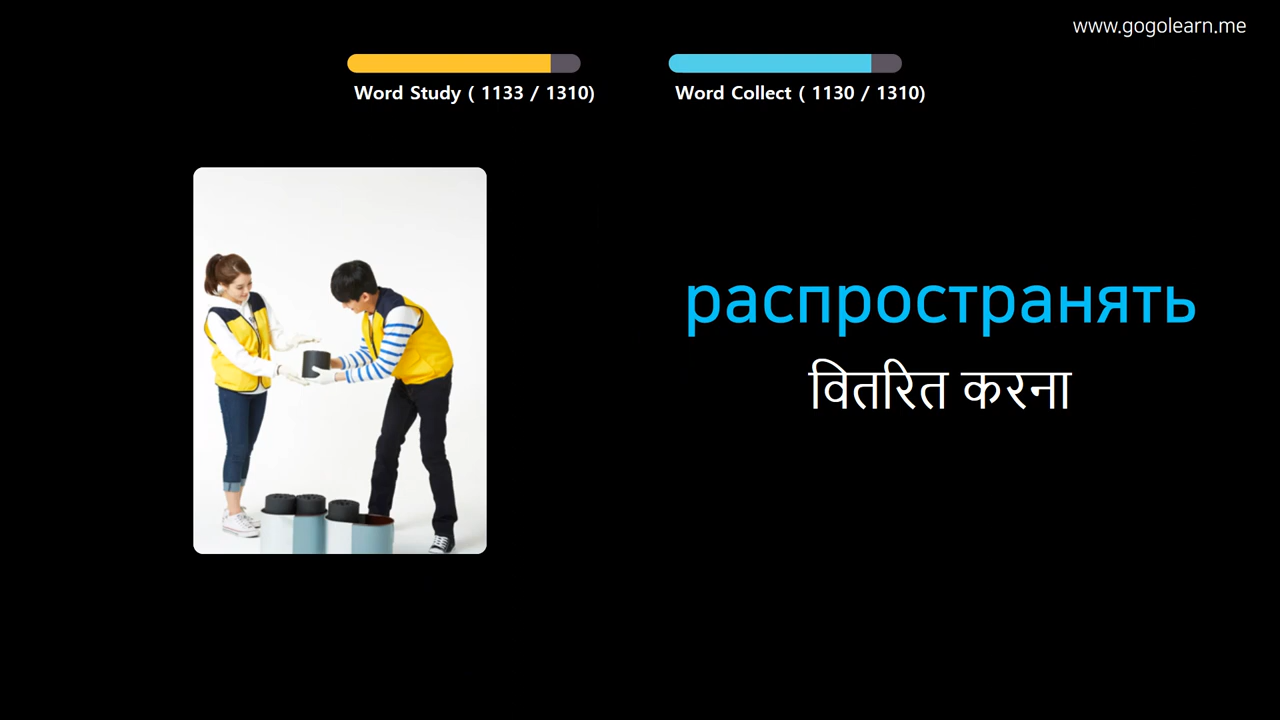 www.gogolearn.me
Word Study ( 1133 / 1310)
Word Collect ( 1130 / 1310)
распространять
वितरित करना